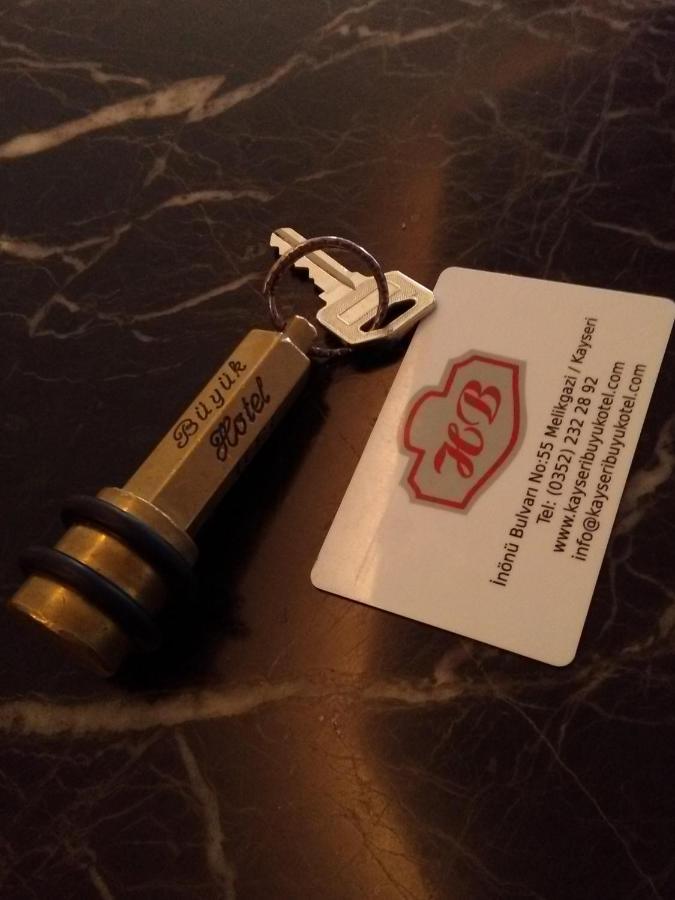 Büyük
Hotel
HB
İnönü Bulvarı No:55 Melikgazi / Kayseri
Tel: (0352) 232 28 92
www.kayseribuyukotel.com
info@kayseribuyukotel.com